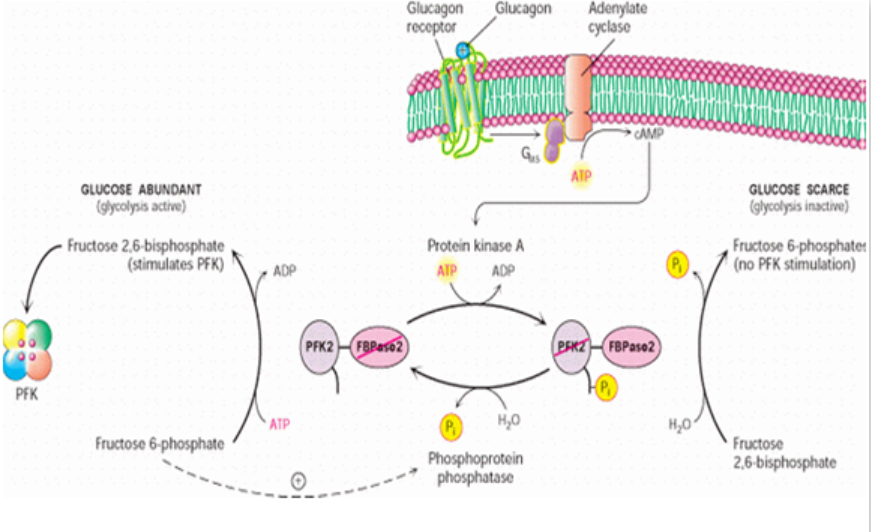 Glucagon
receptor
Glucagon
Adenylate
cyclase
cAMP
GαS
ATP
GLUCOSE ABUNDANT
(glycolysis active)
GLUCOSE SCARCE
(glycolysis inactive)
Fructose 2,6-bisphosphate
(stimulates PFK)
ADP
Protein kinase A
ATP
ADP
Pi
Fructose 6-phosphates
(no PFK stimulation)
PFK2
FBPase2
PFK2
FBPase2
Pi
PFK
ATP
Pi
H2O
H2O
Fructose 6-phosphate
Phosphoprotein
phosphatase
Fructose
2,6-bisphosphate
+